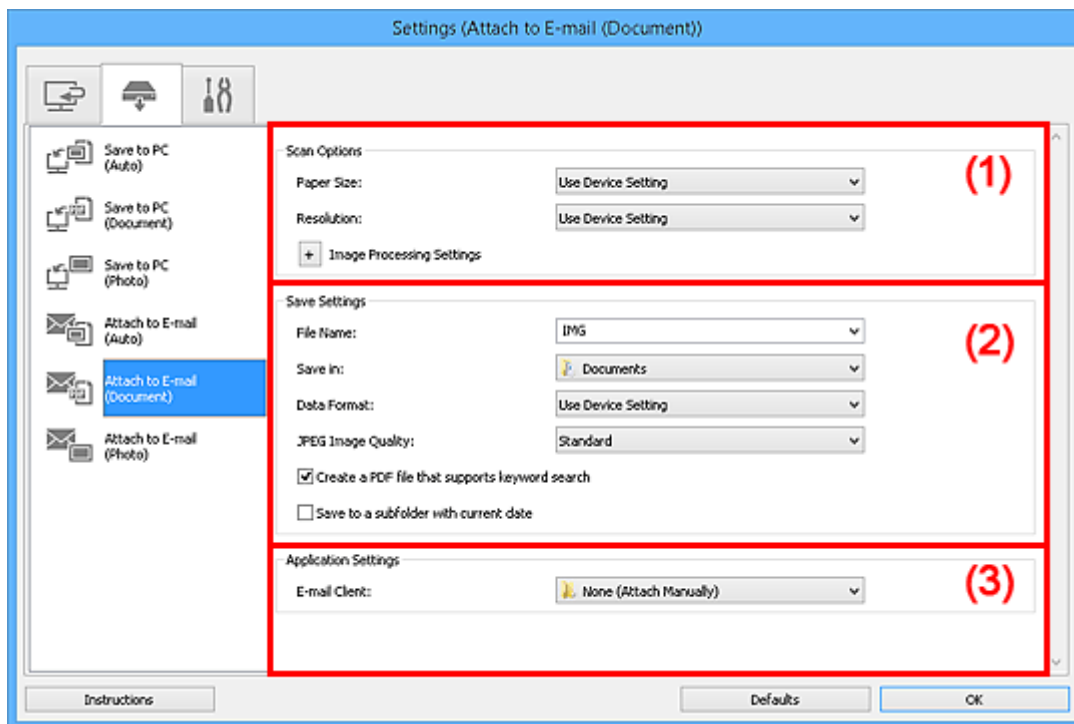 Settings (Attach to E-mail (Document))
Save to PC
(Auto)
Save to PC
(Document)
Save to PC
(Photo)
Attach to E-mail
(Auto)
Attach to E-mail
(Document)
Attach to E-mail
(Photo)
Scan Options
(1)
Paper Size:
Use Device Setting
Resolution:
Use Device Setting
+ Image Processing Settings
Save Settings
(2)
File Name:
IMG
Save in:
Documents
Data Format:
Use Device Setting
JPEG Image Quality:
Standard
Create a PDF file that supports keyword search
Save to a subfolder with current date
Application Settings
(3)
E-mail Client:
None (Attach Manually)
Instructions
Defaults
OK